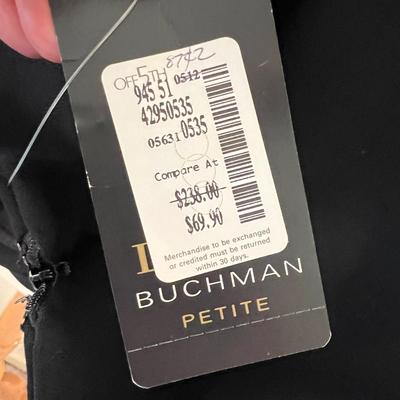 8742
OFF 5TH
945 51 0512
42950535
05631 0535
Compare At
$238.00
$69.90
Merchandise to be exchanged
or credited must be returned
within 30 days.
BUCHMAN
PETITE